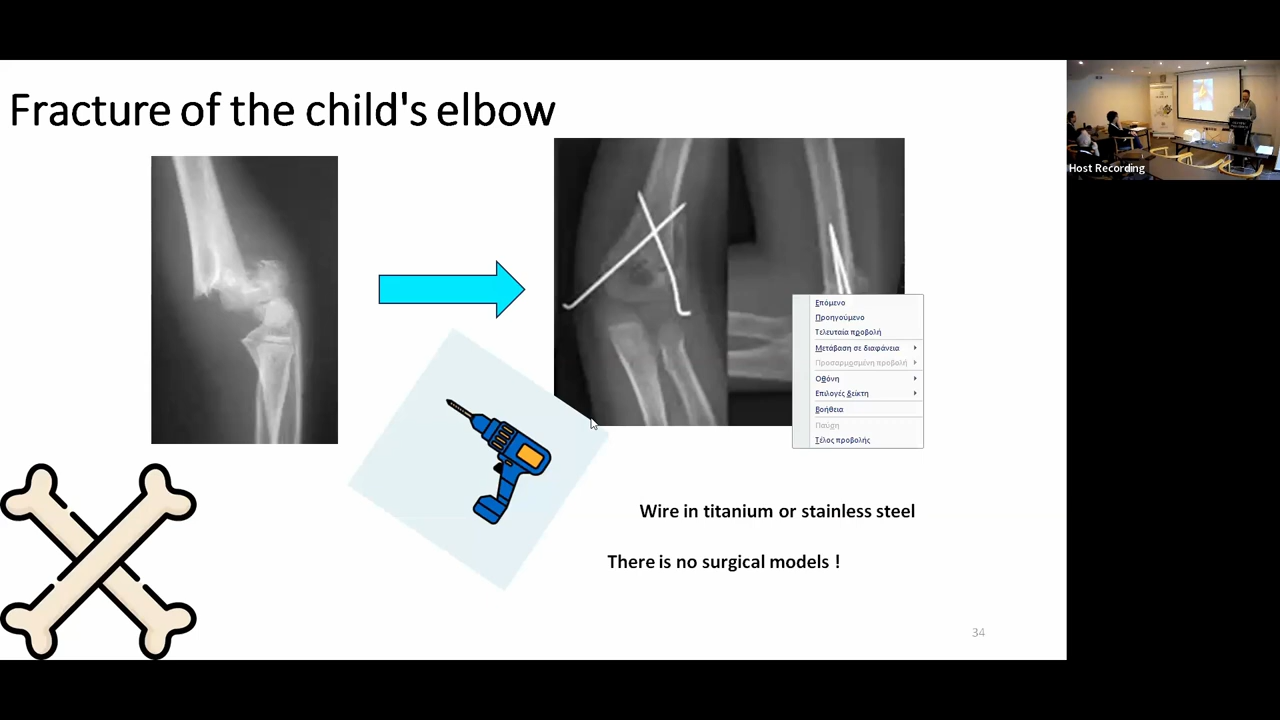 Fracture of the child's elbow
Host Recording
Επόμενο
Προηγούμενο
Τελευταία προβολή
Μετάβαση σε διαφάνεια
Προσαρμοσμένη προβολή
Οθόνη
Επιλογές δείκτη
Βοήθεια
Παύση
Τέλος προβολής
Wire in titanium or stainless steel
There is no surgical models !
34